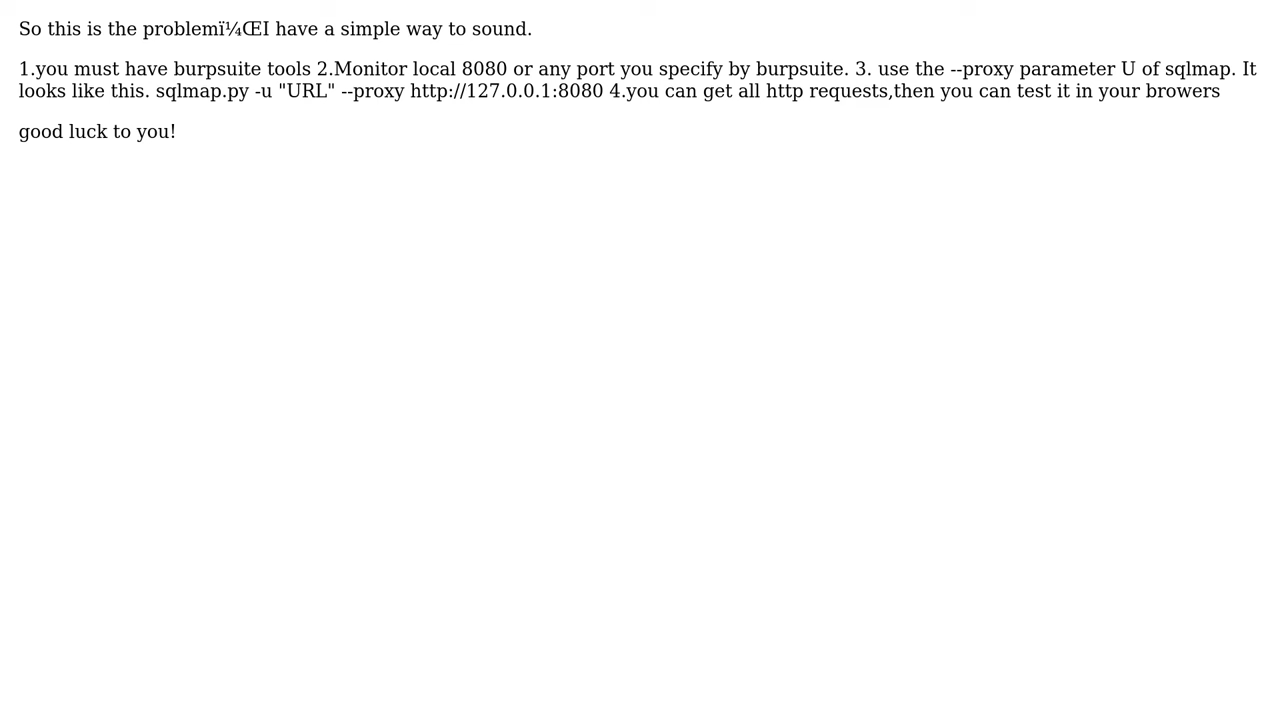 So this is the problemï¼ŒI have a simple way to sound.
1.you must have burpsuite tools 2.Monitor local 8080 or any port you specify by burpsuite. 3. use the --proxy parameter U of sqlmap. It
looks like this. sqlmap.py -u "URL" --proxy http://127.0.0.1:8080 4.you can get all http requests,then you can test it in your browers
good luck to you!